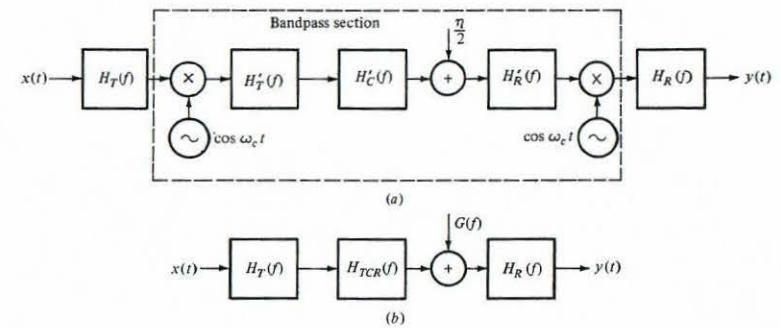 Bandpass section
η/2
x(t)
H_T(f)
×
H'_T(f)
H'_C(f)
+
H'_R(f)
×
H_R(f)
y(t)
∼ cos ω_c t
cos ω_c t ∼
(a)
G(f)
x(t)
H_T(f)
H_TCR(f)
+
H_R(f)
y(t)
(b)